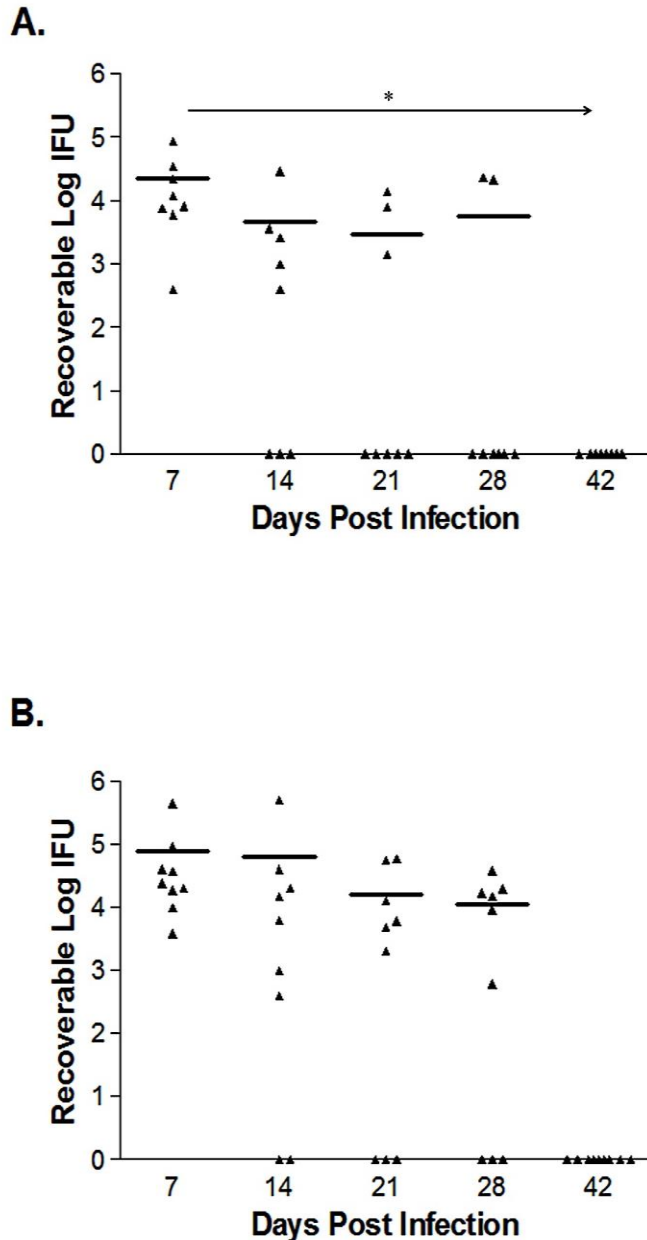 A.
Recoverable Log IFU
6
5
4
3
2
1
0
*
7 14 21 28 42
Days Post Infection
B.
Recoverable Log IFU
6
5
4
3
2
1
0
7 14 21 28 42
Days Post Infection